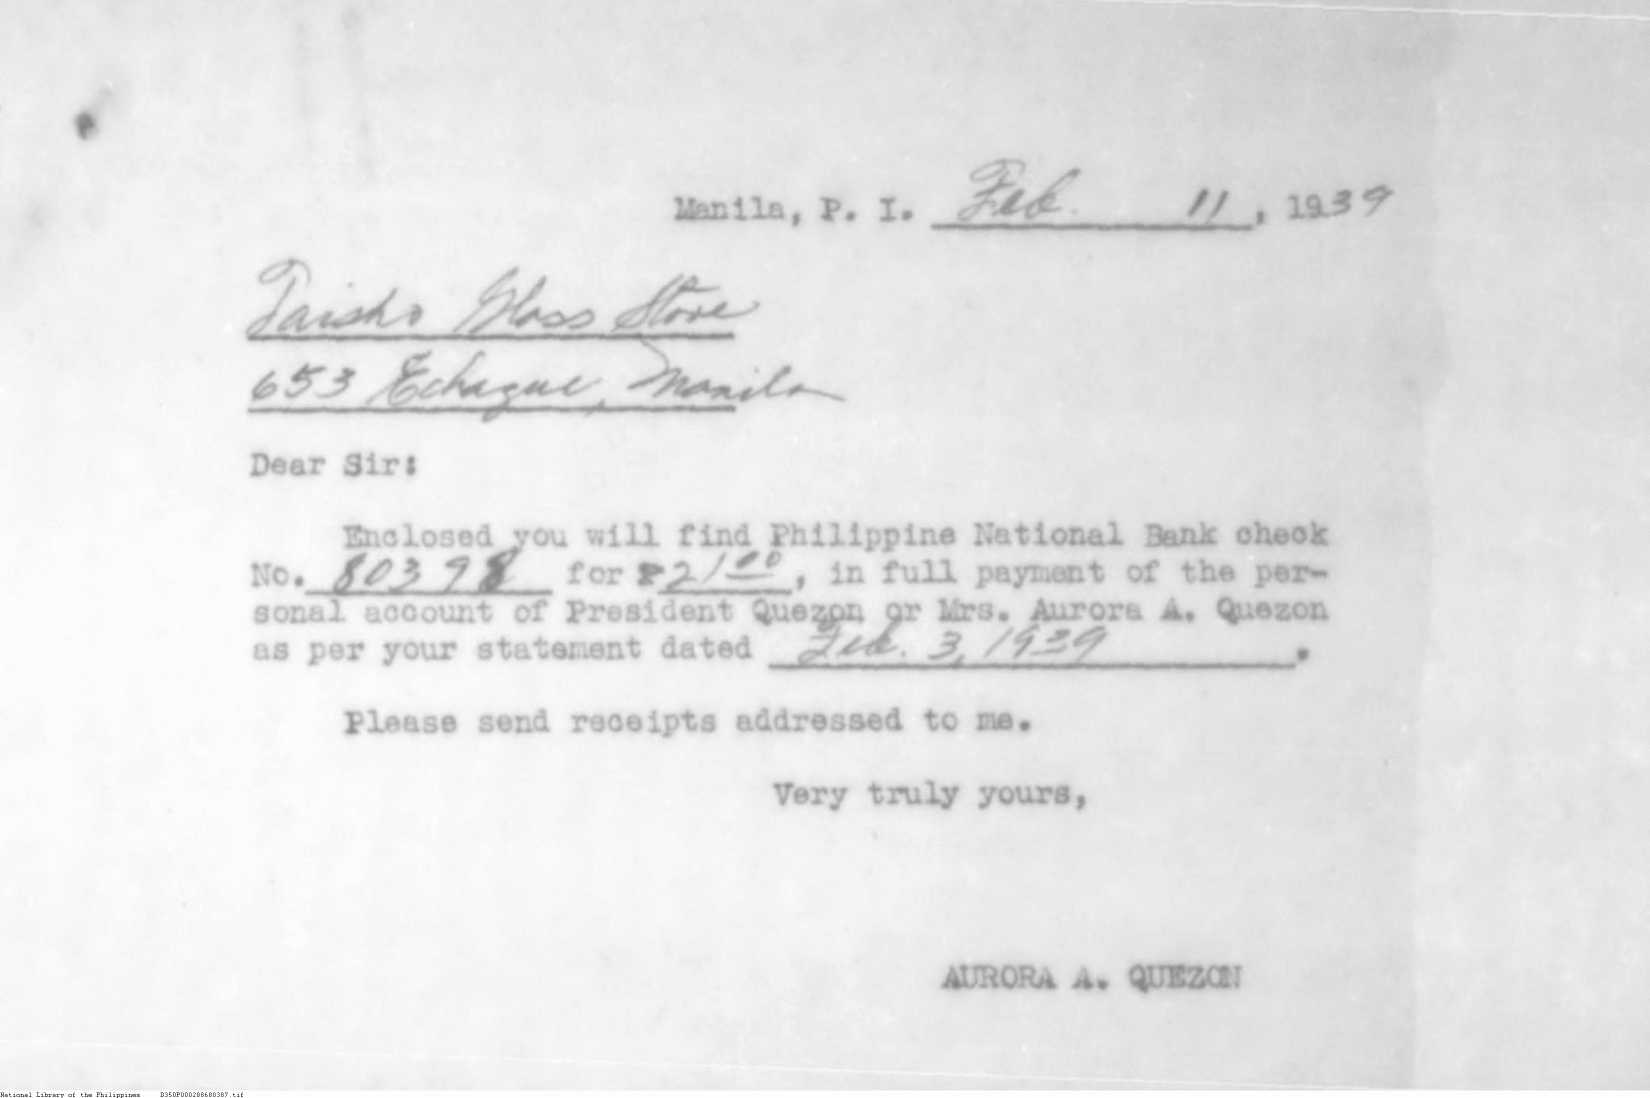 Manila, P. I. Feb. 11, 1939
Taisho Glass Store
653 Echague, Manila
Dear Sir:
Enclosed you will find Philippine National Bank check
No. 80398 for ₱21.00, in full payment of the per-
sonal account of President Quezon or Mrs. Aurora A. Quezon
as per your statement dated Feb. 3, 1939.
Please send receipts addressed to me.
Very truly yours,
AURORA A. QUEZON
National Library of the Philippines D350P000200600307.tif